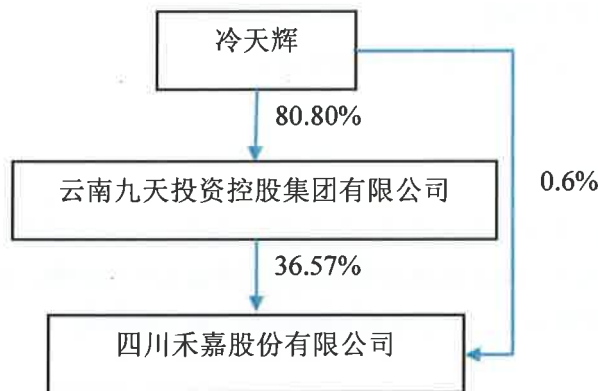 冷天辉
80.80%
云南九天投资控股集团有限公司
0.6%
36.57%
四川禾嘉股份有限公司